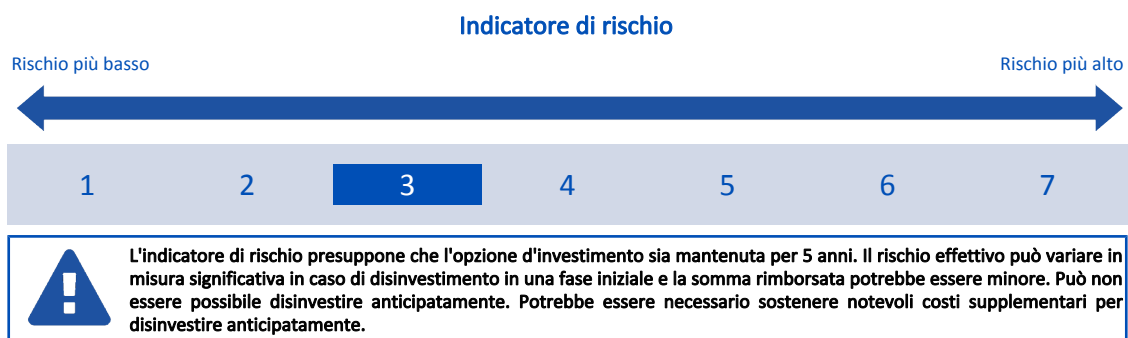 Indicatore di rischio
Rischio più basso
Rischio più alto
1 2 3 4 5 6 7
L'indicatore di rischio presuppone che l'opzione d'investimento sia mantenuta per 5 anni. Il rischio effettivo può variare in
misura significativa in caso di disinvestimento in una fase iniziale e la somma rimborsata potrebbe essere minore. Può non
essere possibile disinvestire anticipatamente. Potrebbe essere necessario sostenere notevoli costi supplementari per
disinvestire anticipatamente.